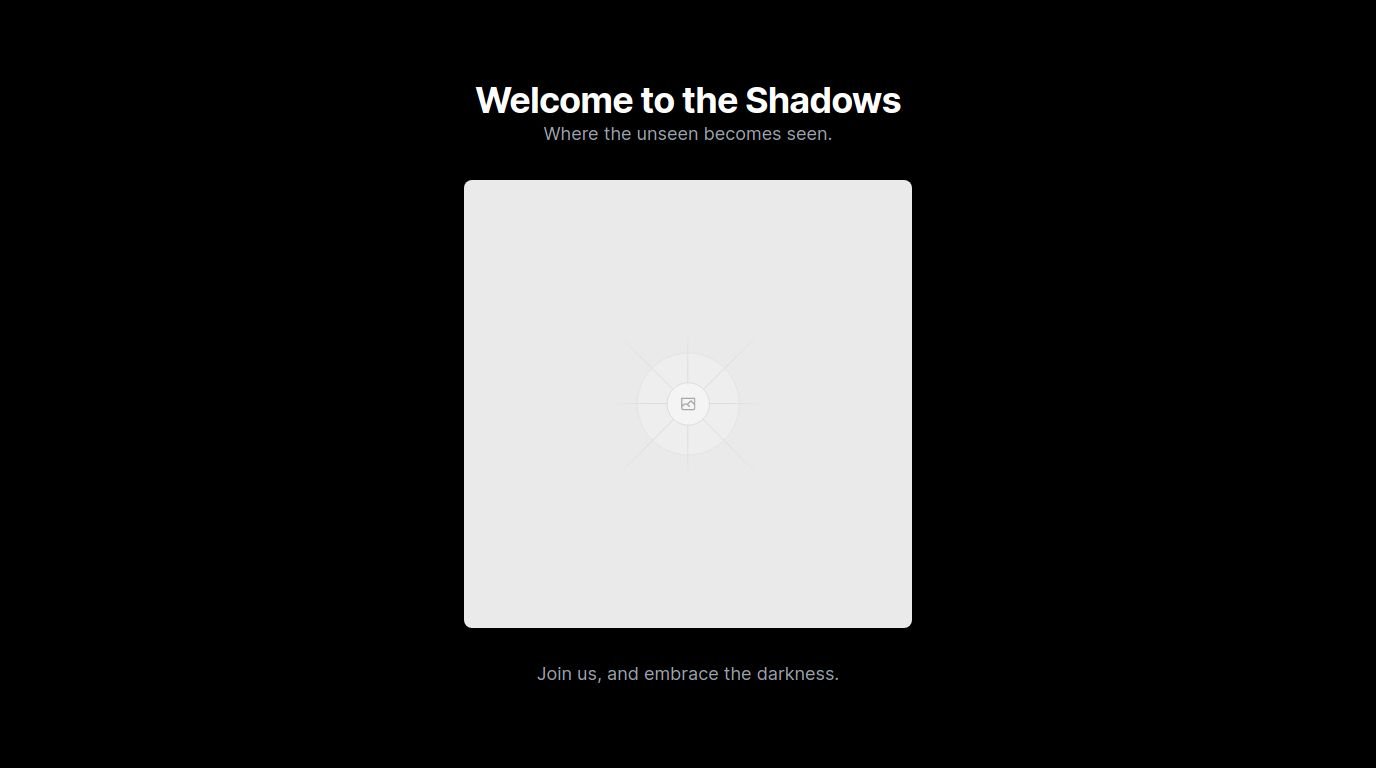 Welcome to the Shadows
Where the unseen becomes seen.
Join us, and embrace the darkness.